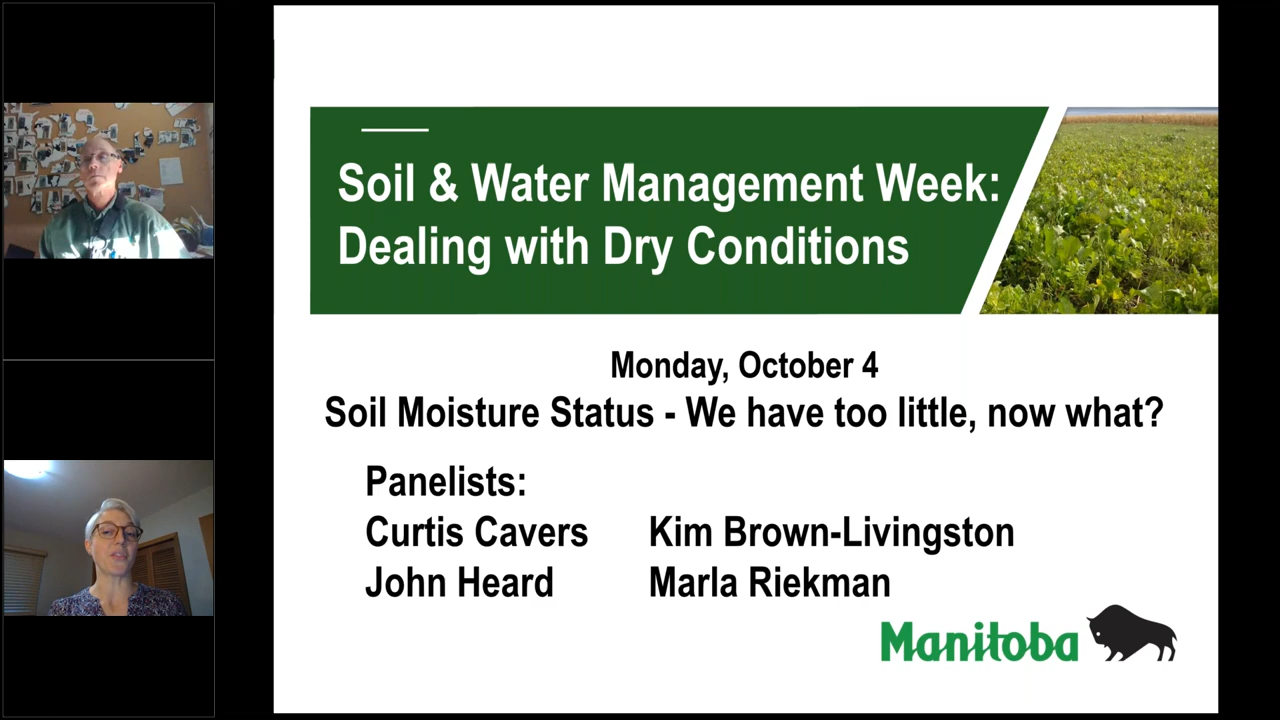 Soil & Water Management Week:
Dealing with Dry Conditions
Monday, October 4
Soil Moisture Status - We have too little, now what?
Panelists:
Curtis Cavers Kim Brown-Livingston
John Heard Marla Riekman
Manitoba